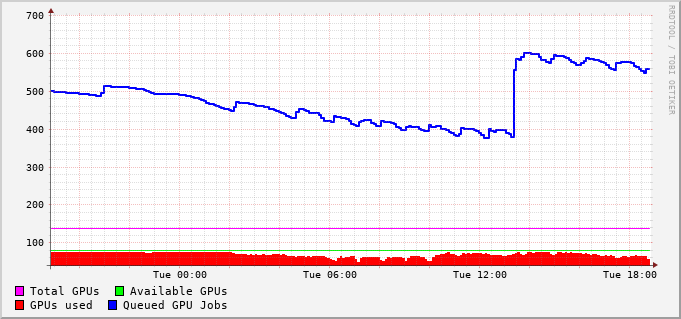 700
600
500
400
300
200
100
Tue 00:00 Tue 06:00 Tue 12:00 Tue 18:00
Total GPUs Available GPUs
GPUs used Queued GPU Jobs
RRDTOOL / TOBI OETIKER